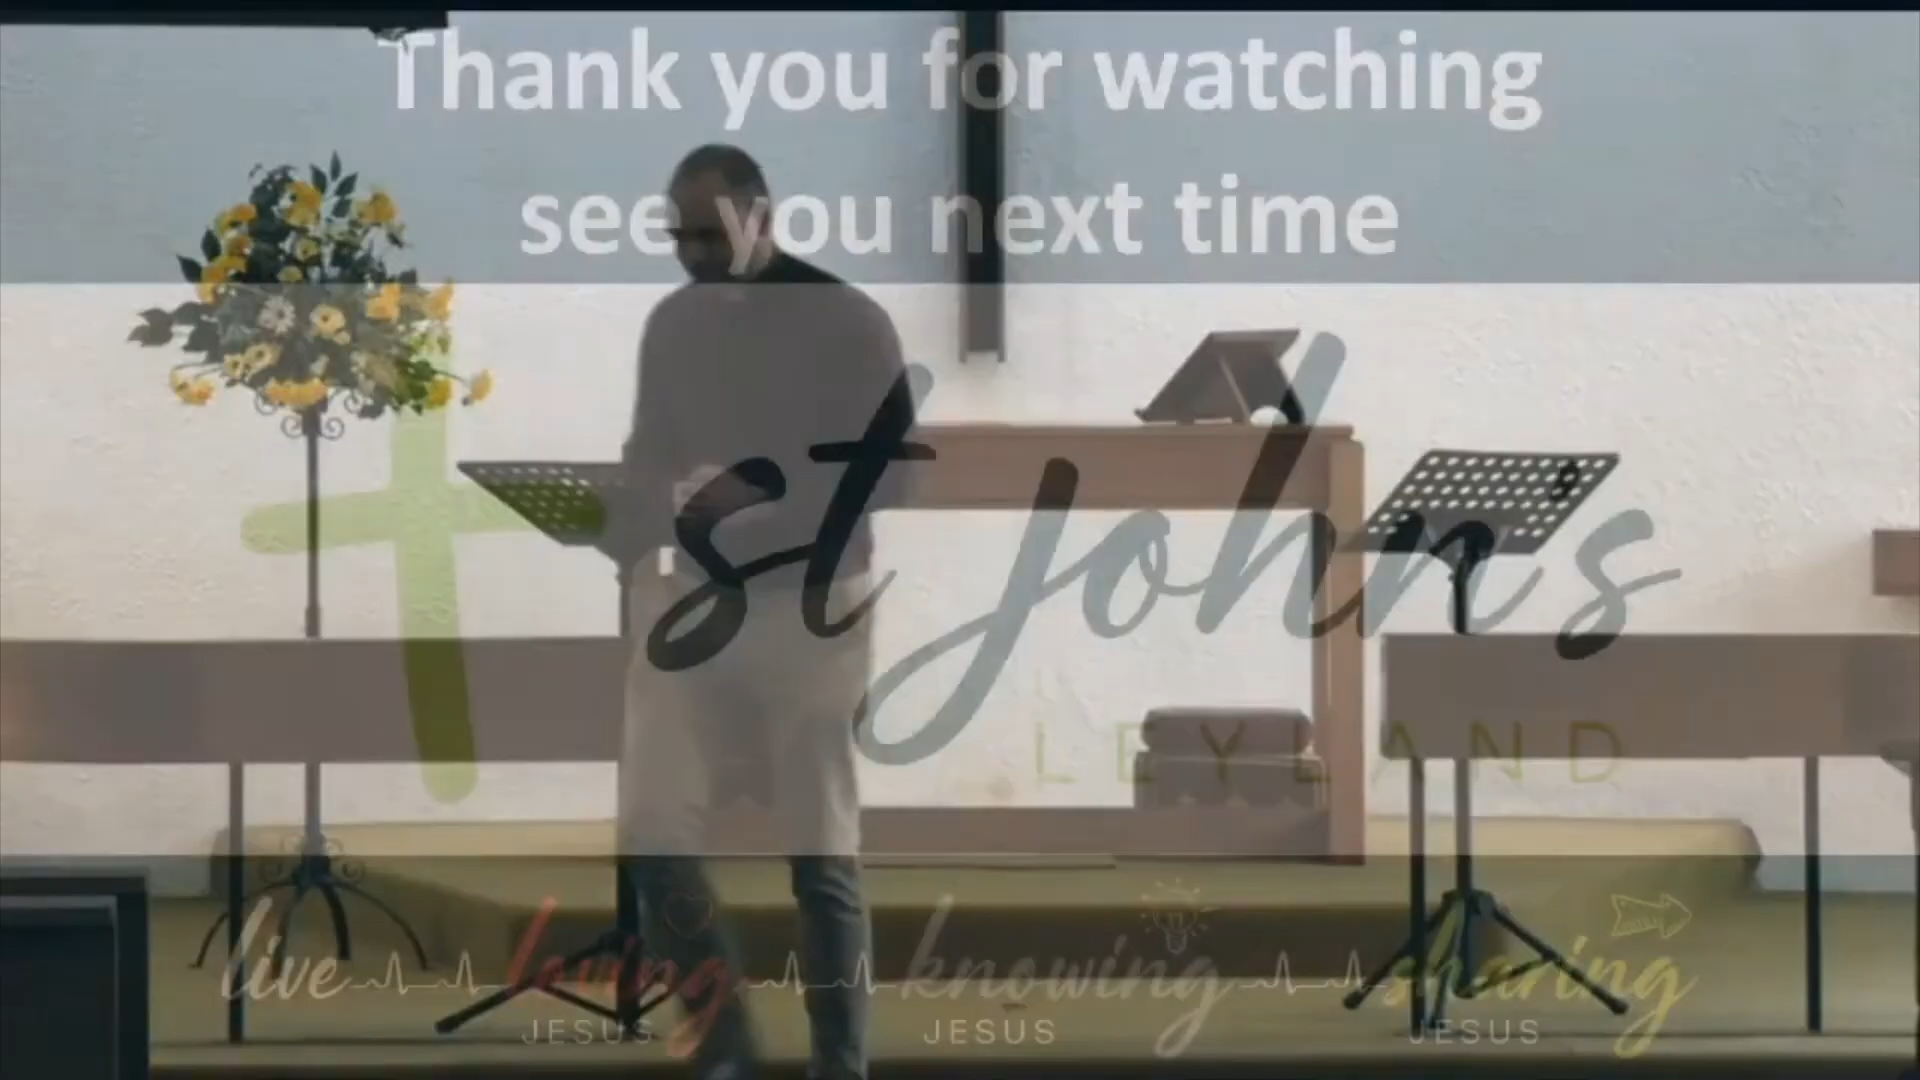 Thank you for watching
see you next time
st john's
LEYLAND
live loving knowing sharing
JESUS JESUS JESUS